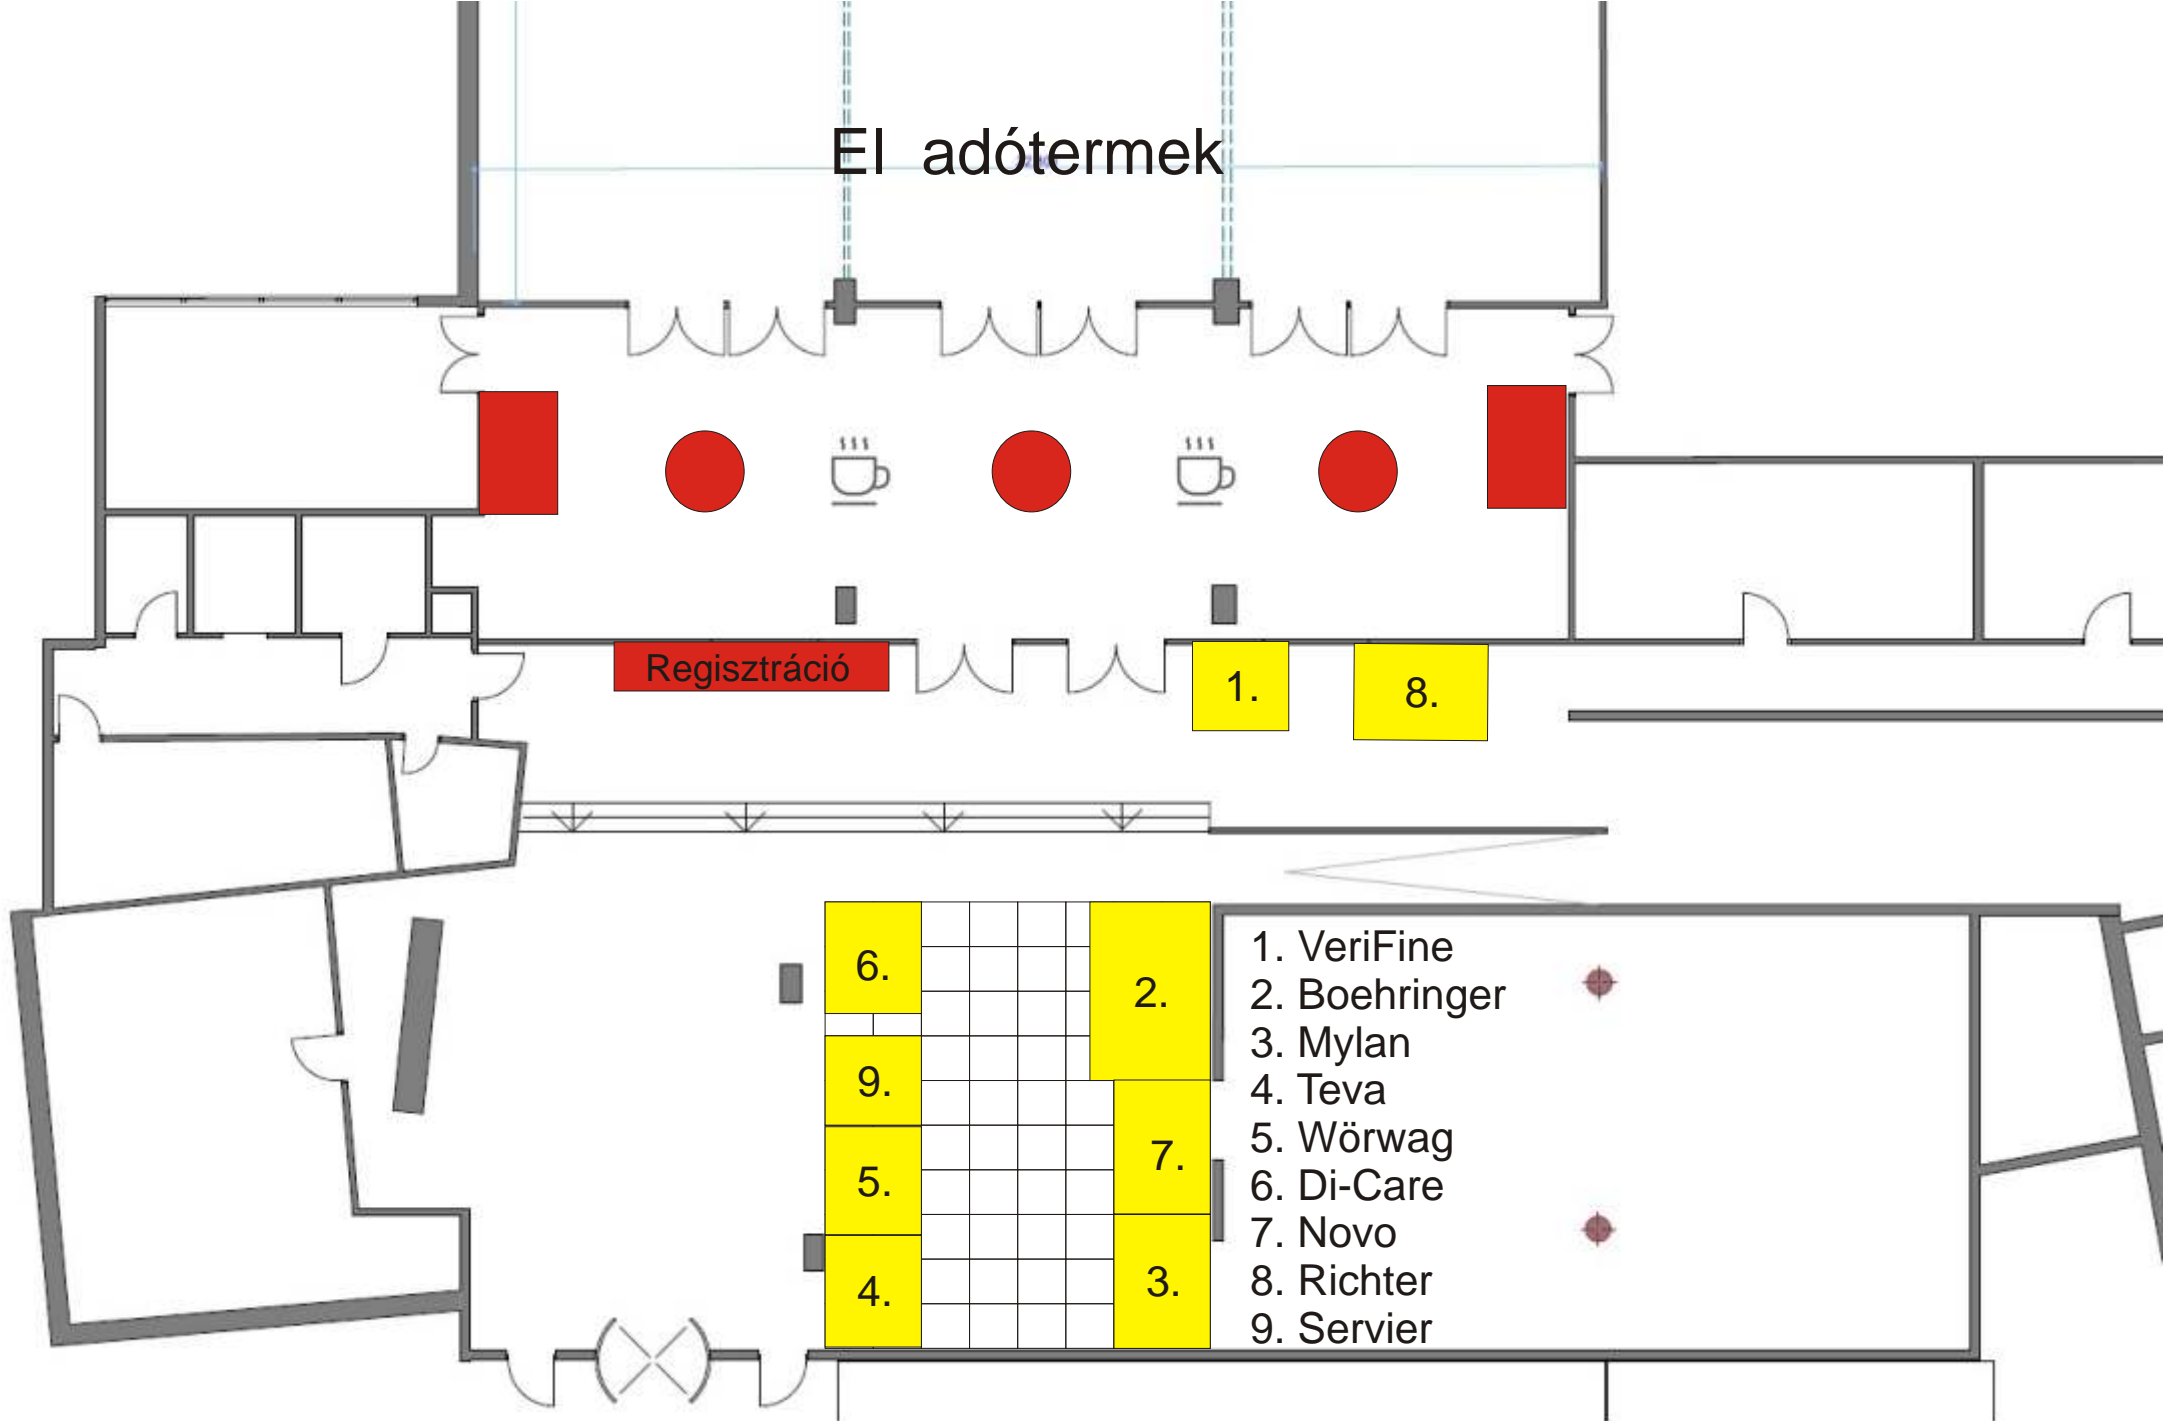 El adótermek
Regisztráció
1.
8.
6.
2.
9.
7.
5.
3.
4.
1. VeriFine
2. Boehringer
3. Mylan
4. Teva
5. Wörwag
6. Di-Care
7. Novo
8. Richter
9. Servier